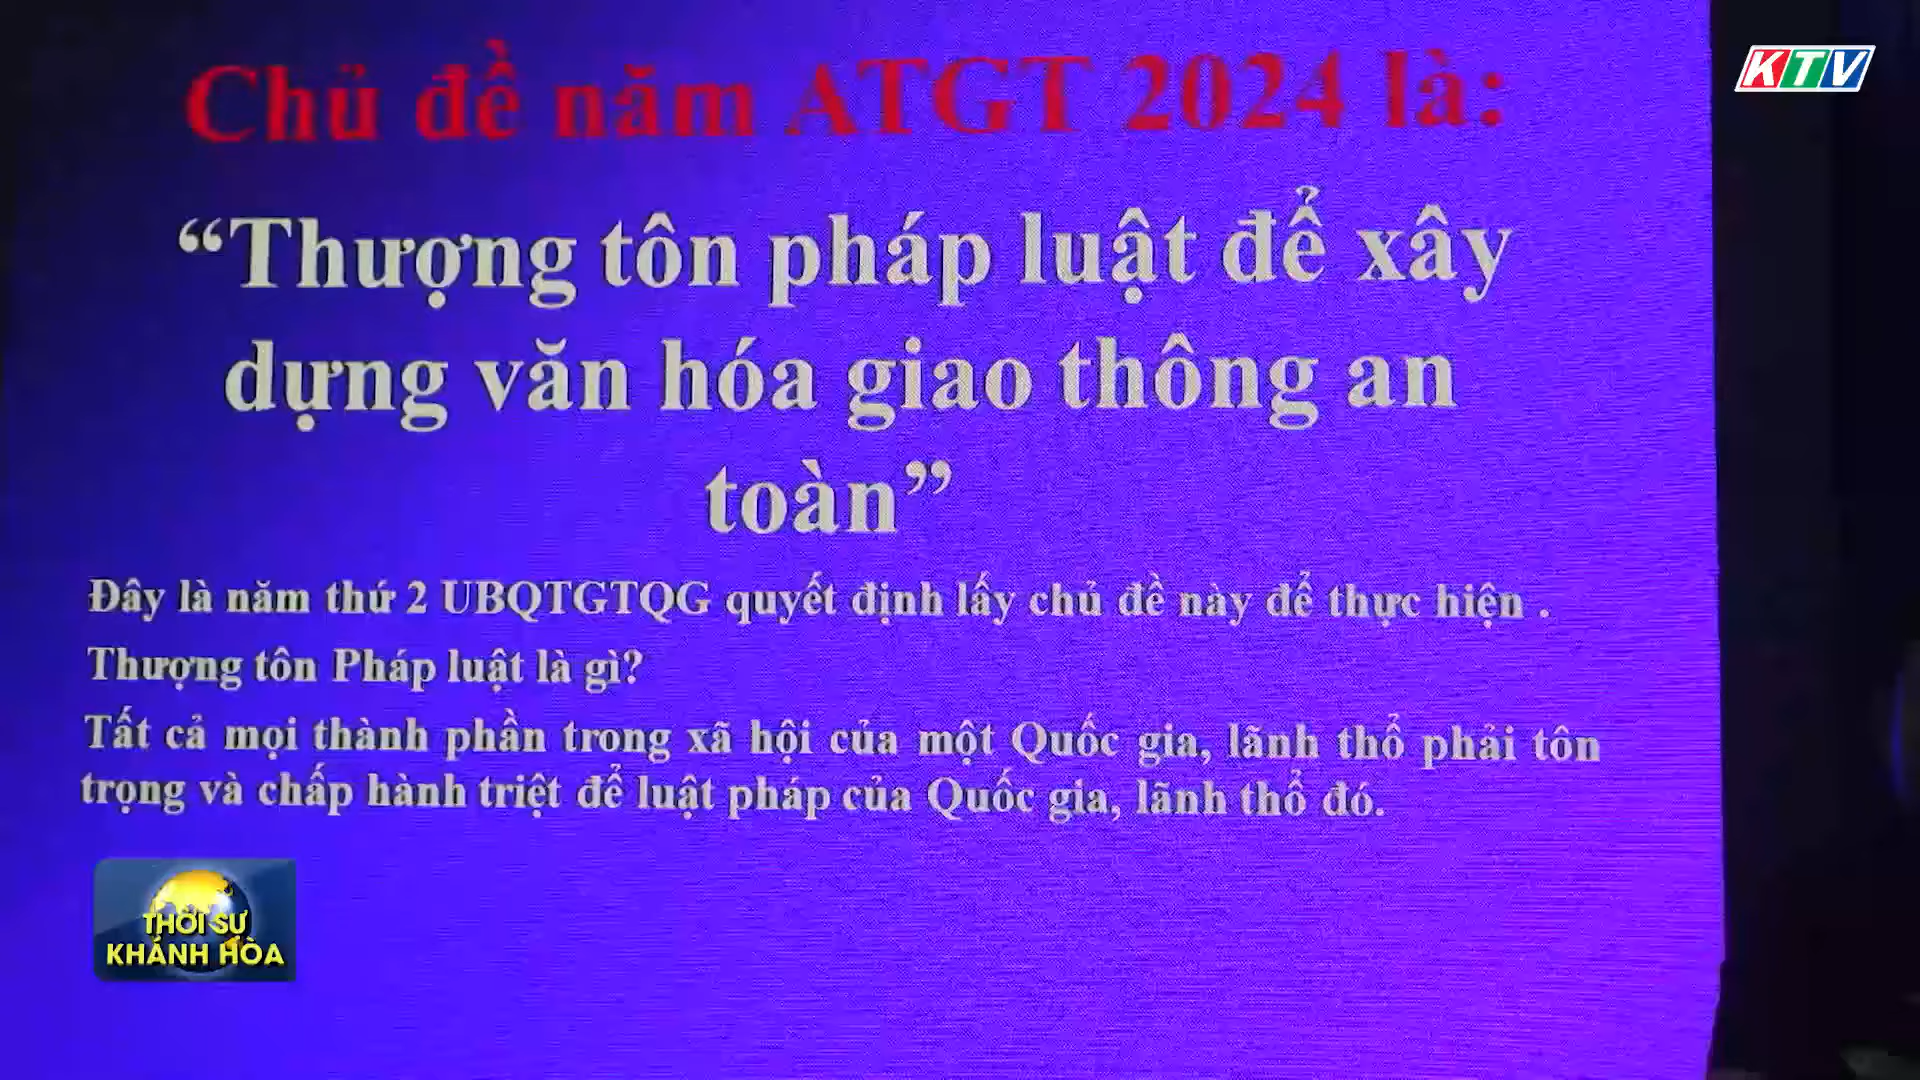 KTV
Chủ đề năm ATGT 2024 là:
“Thượng tôn pháp luật để xây
dựng văn hóa giao thông an
toàn”
Đây là năm thứ 2 UBQTGTQG quyết định lấy chủ đề này để thực hiện .
Thượng tôn Pháp luật là gì?
Tất cả mọi thành phần trong xã hội của một Quốc gia, lãnh thổ phải tôn
trọng và chấp hành triệt để luật pháp của Quốc gia, lãnh thổ đó.
THỜI SỰ
KHÁNH HÒA